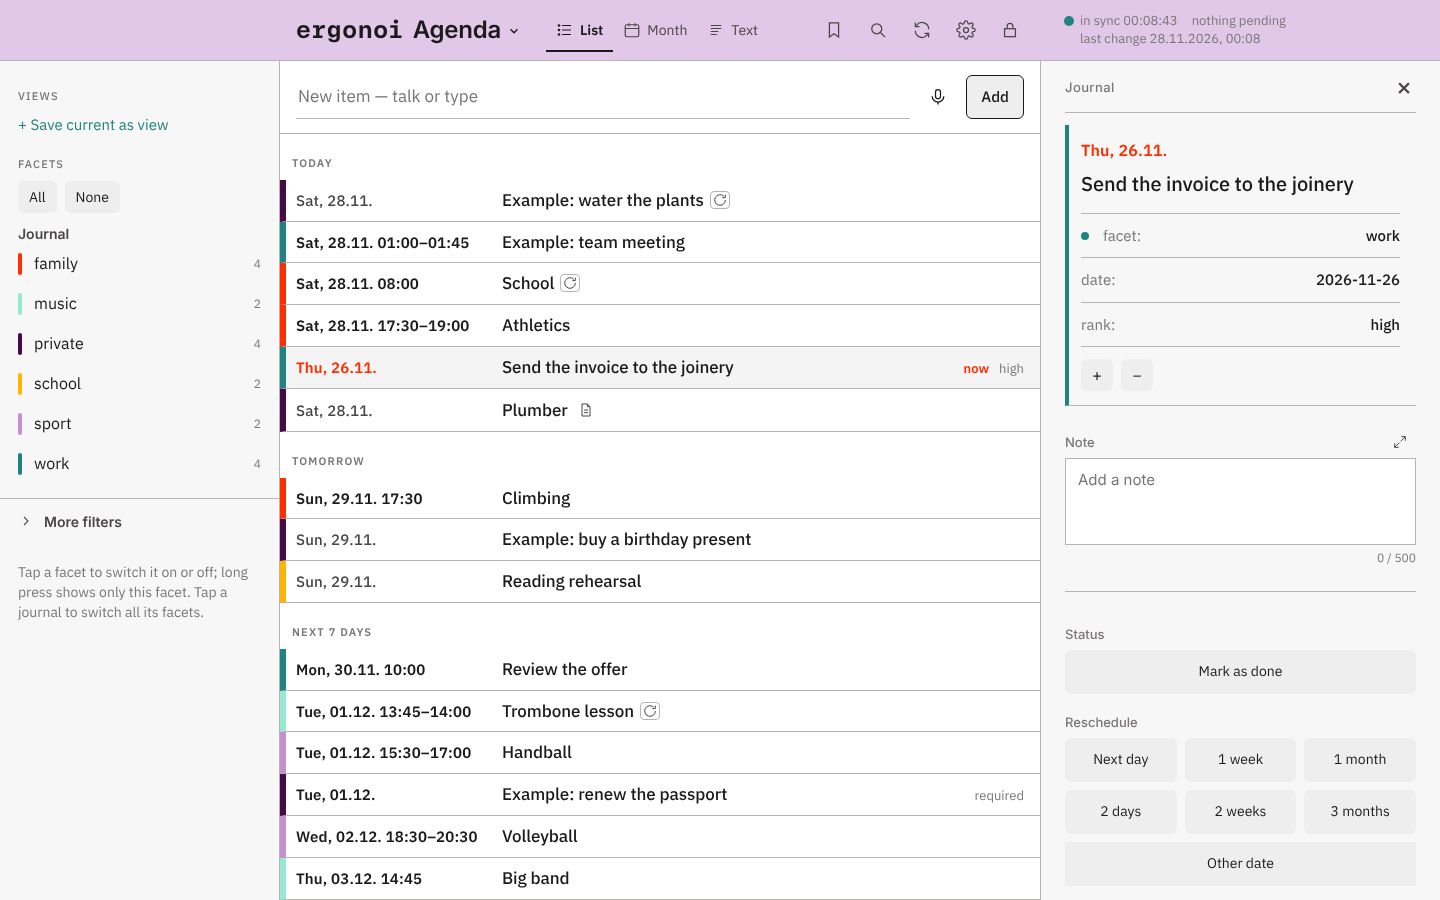 ergonoi Agenda
List
Month
Text
in sync 00:08:43 nothing pending
last change 28.11.2026, 00:08
VIEWS
+ Save current as view
FACETS
All
None
Journal
family 4
music 2
private 4
school 2
sport 2
work 4
More filters
Tap a facet to switch it on or off; long
press shows only this facet. Tap a
journal to switch all its facets.
New item — talk or type
Add
TODAY
Sat, 28.11. Example: water the plants
Sat, 28.11. 01:00–01:45 Example: team meeting
Sat, 28.11. 08:00 School
Sat, 28.11. 17:30–19:00 Athletics
Thu, 26.11. Send the invoice to the joinery now high
Sat, 28.11. Plumber
TOMORROW
Sun, 29.11. 17:30 Climbing
Sun, 29.11. Example: buy a birthday present
Sun, 29.11. Reading rehearsal
NEXT 7 DAYS
Mon, 30.11. 10:00 Review the offer
Tue, 01.12. 13:45–14:00 Trombone lesson
Tue, 01.12. 15:30–17:00 Handball
Tue, 01.12. Example: renew the passport required
Wed, 02.12. 18:30–20:30 Volleyball
Thu, 03.12. 14:45 Big band
Journal
Thu, 26.11.
Send the invoice to the joinery
facet: work
date: 2026-11-26
rank: high
+ −
Note
Add a note
0 / 500
Status
Mark as done
Reschedule
Next day 1 week 1 month
2 days 2 weeks 3 months
Other date